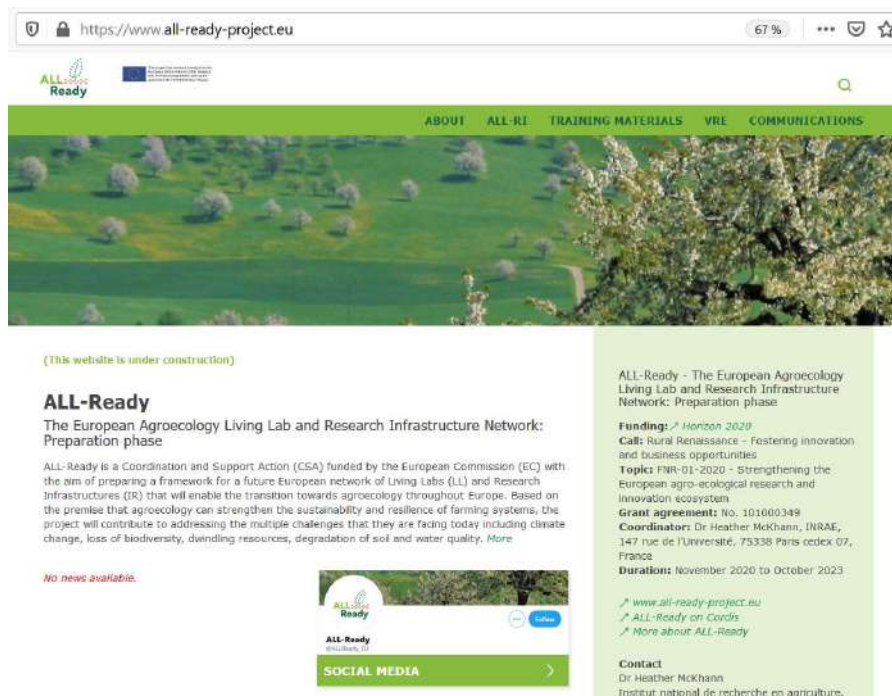 https://www.all-ready-project.eu
67 %
ALL
Ready
ABOUT ALL-RI TRAINING MATERIALS VRE COMMUNICATIONS
(This website is under construction)
ALL-Ready
The European Agroecology Living Lab and Research Infrastructure Network:
Preparation phase
ALL-Ready is a Coordination and Support Action (CSA) funded by the European Commission (EC) with
the aim of preparing a framework for a future European network of Living Labs (LL) and Research
Infrastructures (IR) that will enable the transition towards agroecology throughout Europe. Based on
the premise that agroecology can strengthen the sustainability and resilience of farming systems, the
project will contribute to addressing the multiple challenges that they are facing today including climate
change, loss of biodiversity, dwindling resources, degradation of soil and water quality. More
No news available.
ALL
Ready
Follow
ALL-Ready
SOCIAL MEDIA
ALL-Ready - The European Agroecology
Living Lab and Research Infrastructure
Network: Preparation phase
Funding: Horizon 2020
Call: Rural Renaissance - Fostering innovation
and business opportunities
Topic: FNR-01-2020 - Strengthening the
European agro-ecological research and
innovation ecosystem
Grant agreement: No. 101000349
Coordinator: Dr Heather McKhann, INRAE,
147 rue de l'Université, 75338 Paris cedex 07,
France
Duration: November 2020 to October 2023
www.all-ready-project.eu
ALL-Ready on Cordis
More about ALL-Ready
Contact
Dr Heather McKhann
Institut national de recherche en agriculture,